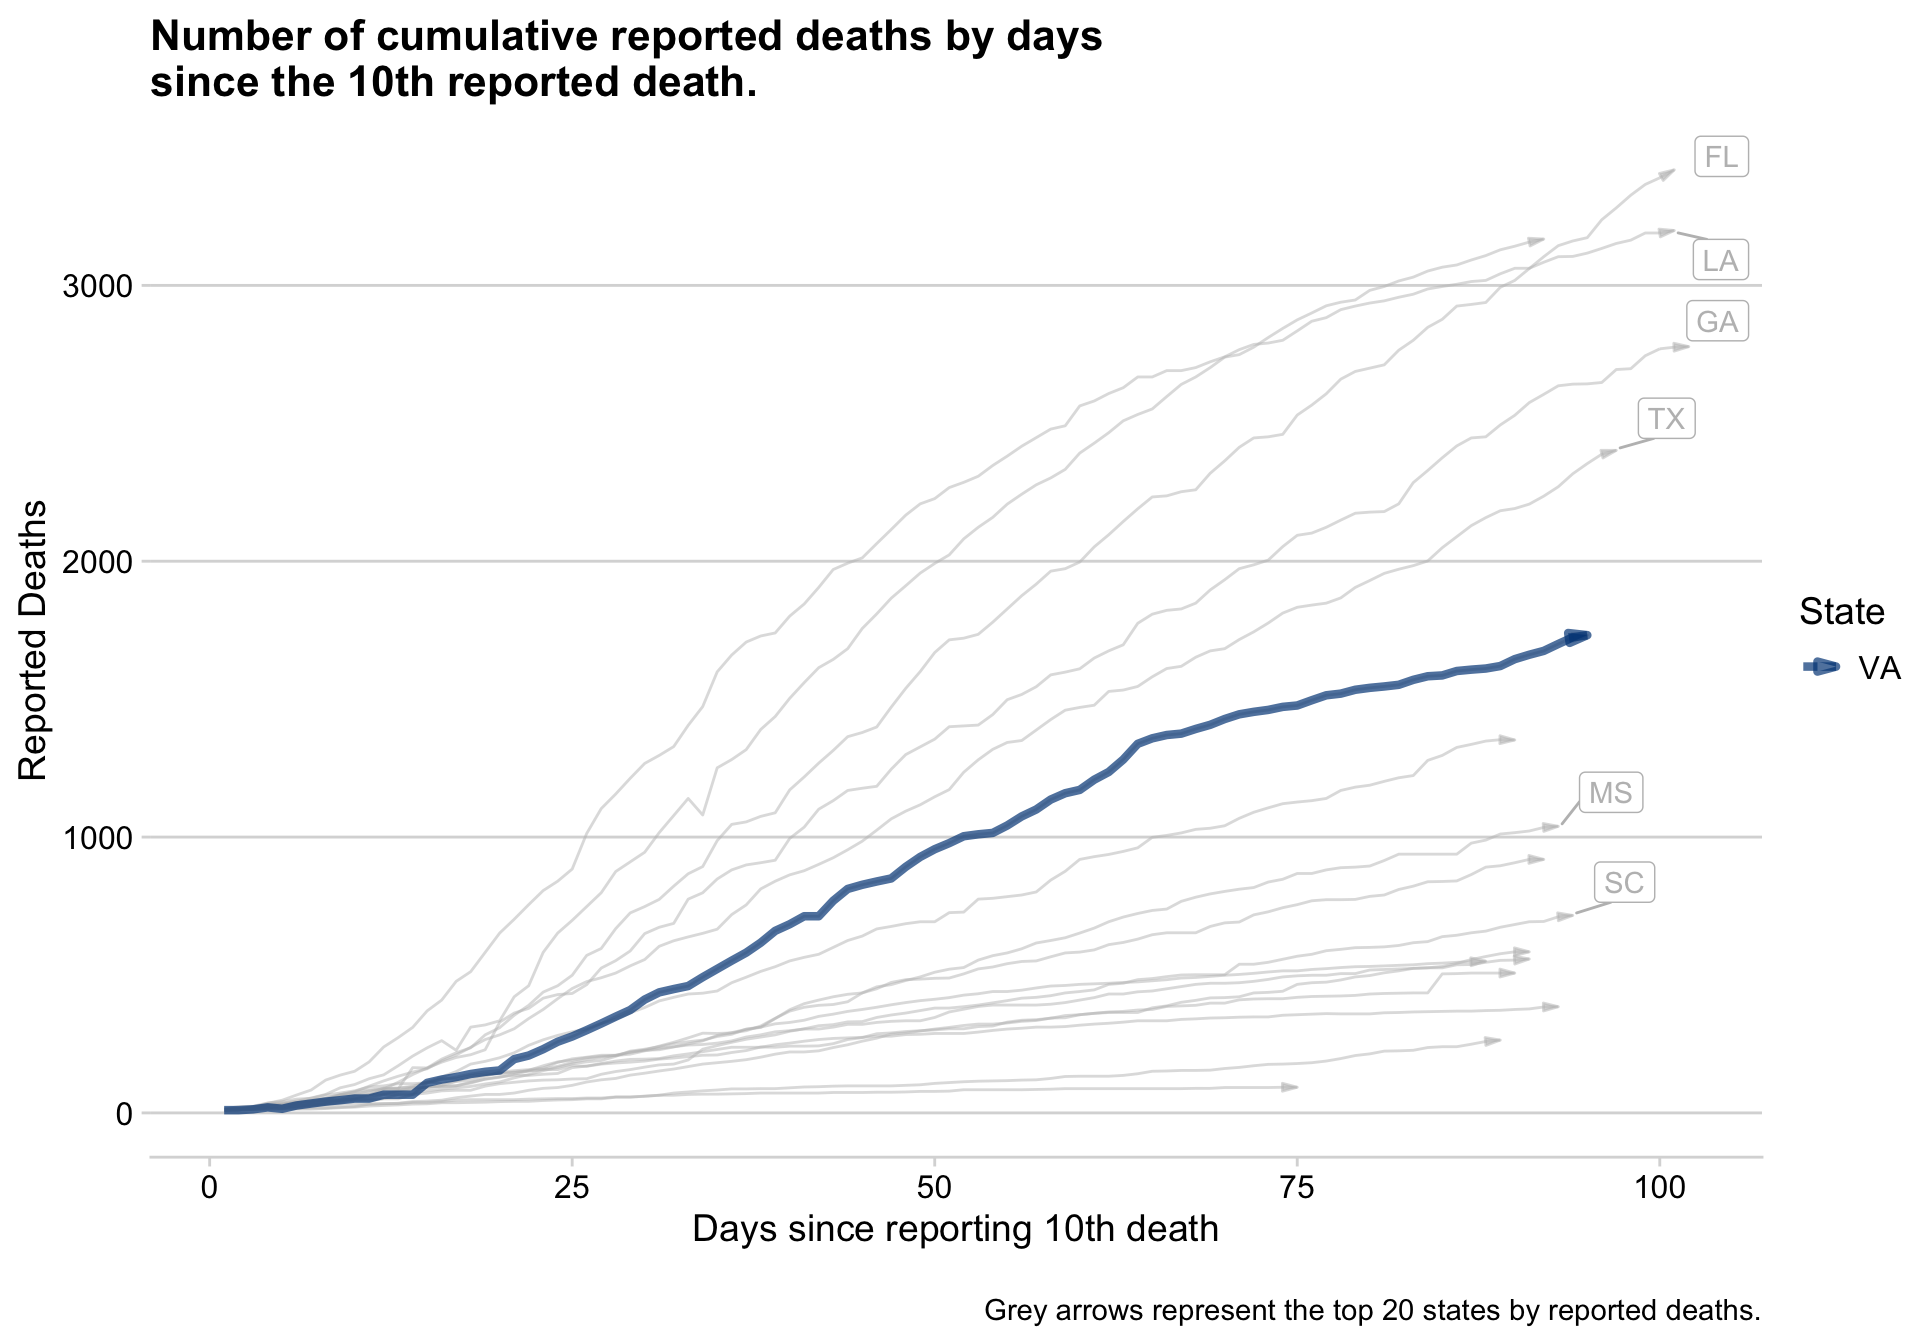 Number of cumulative reported deaths by days
since the 10th reported death.
FL
LA
GA
TX
MS
SC
3000
2000
1000
0
Reported Deaths
0 25 50 75 100
Days since reporting 10th death
State
VA
Grey arrows represent the top 20 states by reported deaths.